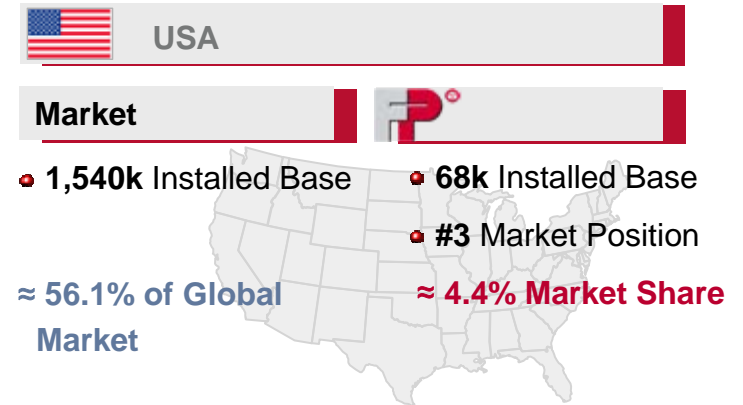 USA
Market
FP
1,540k Installed Base
≈ 56.1% of Global
Market
68k Installed Base
#3 Market Position
≈ 4.4% Market Share